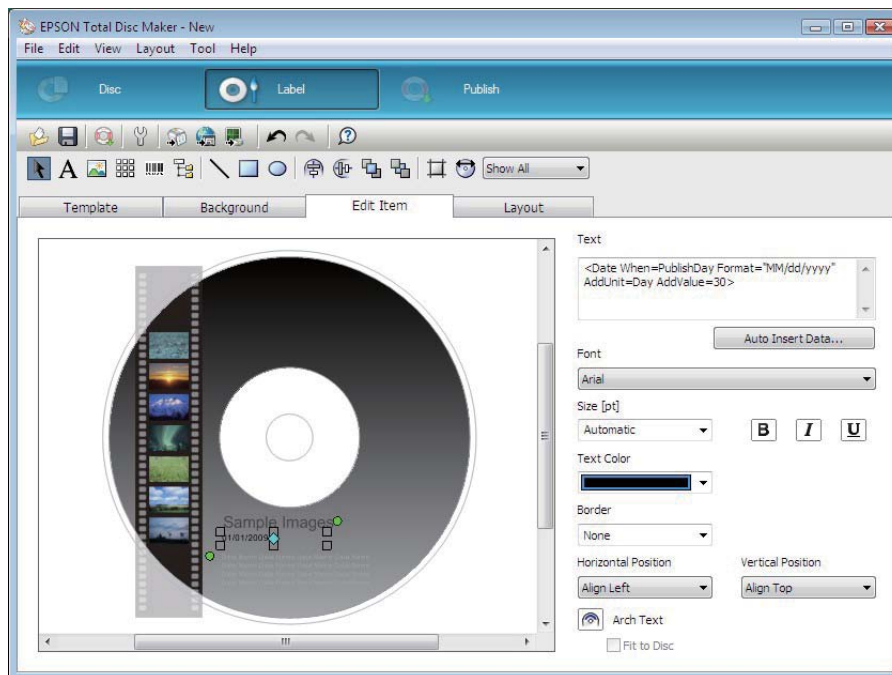 EPSON Total Disc Maker - New
File Edit View Layout Tool Help
Disc Label Publish
A Show All
Template Background Edit Item Layout
Text
<Date When=PublishDay Format="MM/dd/yyyy"
AddUnit=Day AddValue=30>
Auto Insert Data...
Font
Arial
Size [pt]
Automatic B I U
Text Color
Border
None
Horizontal Position Vertical Position
Align Left Align Top
Arch Text
Fit to Disc
Sample Images
01/01/2009